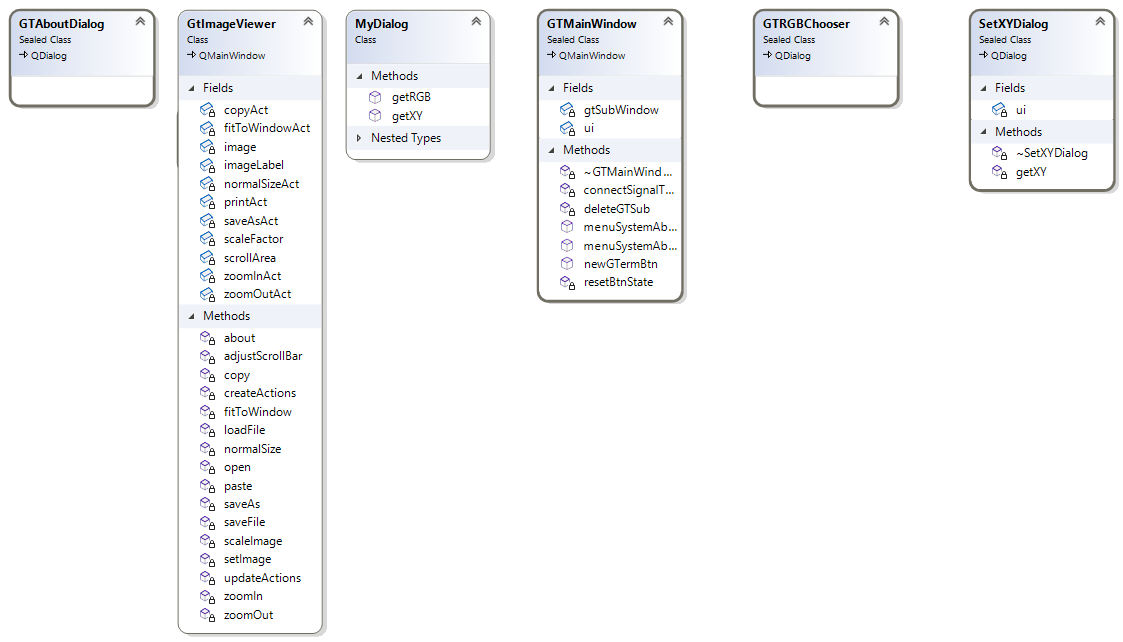 GTAboutDialog
Sealed Class
QDialog
GtImageViewer
Class
QMainWindow
Fields
copyAct
fitToWindowAct
image
imageLabel
normalSizeAct
printAct
saveAsAct
scaleFactor
scrollArea
zoomInAct
zoomOutAct
Methods
about
adjustScrollBar
copy
createActions
fitToWindow
loadFile
normalSize
open
paste
saveAs
saveFile
scaleImage
setImage
updateActions
zoomIn
zoomOut
MyDialog
Class
Methods
getRGB
getXY
Nested Types
GTMainWindow
Sealed Class
QMainWindow
Fields
gtSubWindow
ui
Methods
~GTMainWind...
connectSignalT...
deleteGTSub
menuSystemAb...
menuSystemAb...
newGTermBtn
resetBtnState
GTRGBChooser
Sealed Class
QDialog
SetXYDialog
Sealed Class
QDialog
Fields
ui
Methods
~SetXYDialog
getXY